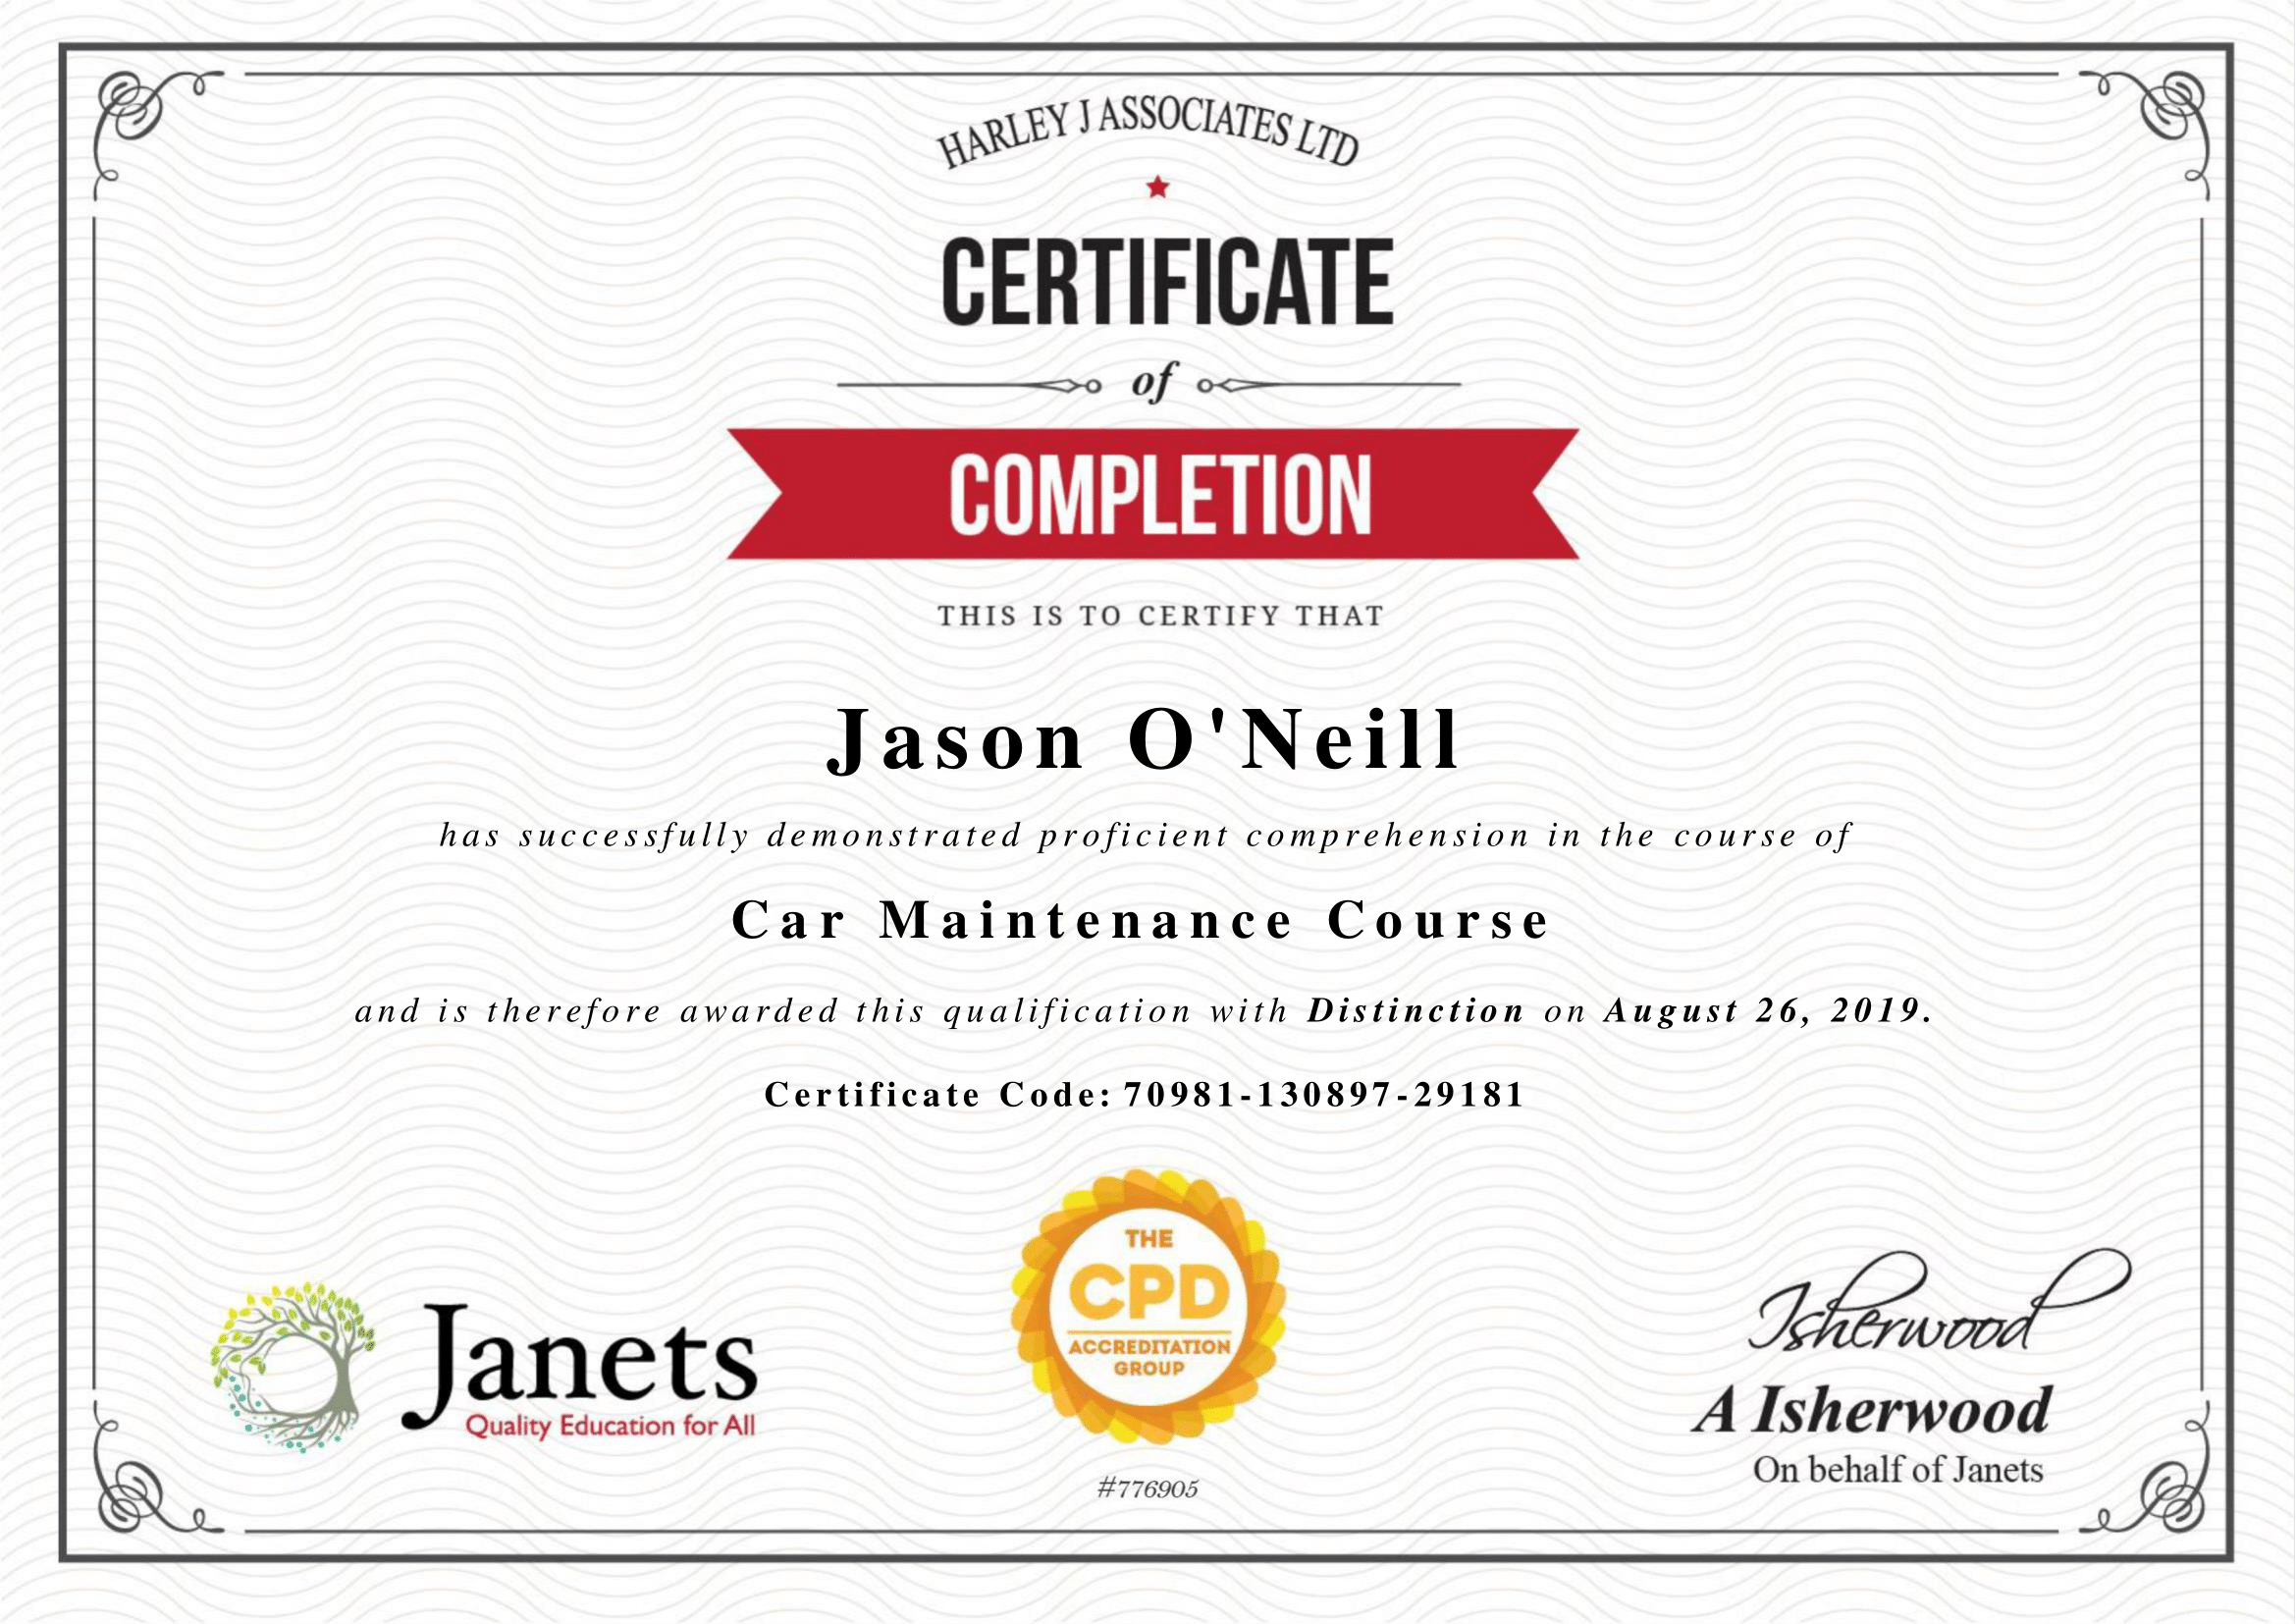 HARLEY J ASSOCIATES LTD
CERTIFICATE
of
COMPLETION
THIS IS TO CERTIFY THAT
Jason O'Neill
has successfully demonstrated proficient comprehension in the course of
Car Maintenance Course
and is therefore awarded this qualification with Distinction on August 26, 2019.
Certificate Code: 70981-130897-29181
Janets
Quality Education for All
THE
CPD
ACCREDITATION
GROUP
#776905
Isherwood
A Isherwood
On behalf of Janets